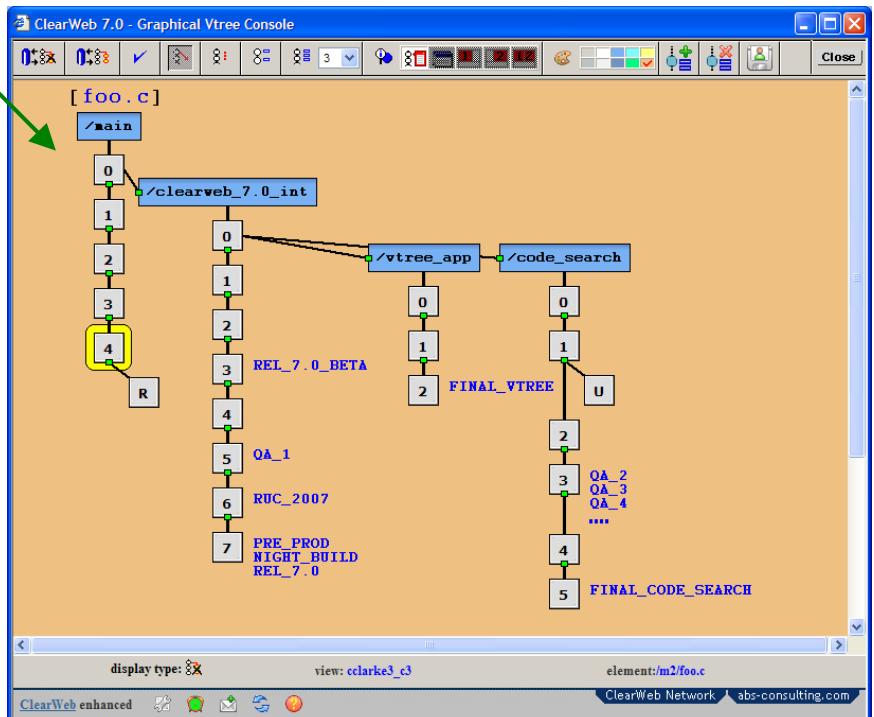 ClearWeb 7.0 - Graphical Vtree Console
3
Close
[foo.c]
/main
0
/clearweb_7.0_int
1
0
/vtree_app
/code_search
2
1
0
0
3
2
1
1
4
3
REL_7.0_BETA
R
2
FINAL_VTREE
U
4
2
5
QA_1
3
QA_2
QA_3
QA_4
....
6
RUC_2007
7
PRE_PROD
NIGHT_BUILD
REL_7.0
4
5
FINAL_CODE_SEARCH
display type:
view: cclarke3_c3
element:/m2/foo.c
ClearWeb enhanced
ClearWeb Network
abs-consulting.com